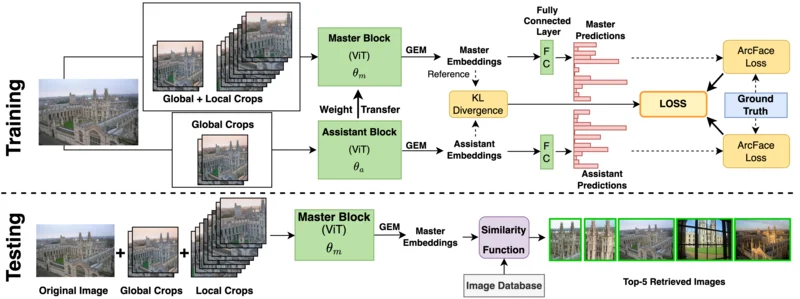 Training
Global + Local Crops
Global Crops
Master Block
(ViT)
θm
Weight Transfer
Assistant Block
(ViT)
θa
GEM
GEM
Master
Embeddings
Reference
KL
Divergence
Assistant
Embeddings
Fully
Connected
Layer
F
C
F
C
Master
Predictions
Assistant
Predictions
LOSS
ArcFace
Loss
Ground
Truth
ArcFace
Loss
Testing
Original Image
+
Global Crops
+
Local Crops
Master Block
(ViT)
θm
GEM
Master
Embeddings
Similarity
Function
Image Database
Top-5 Retrieved Images